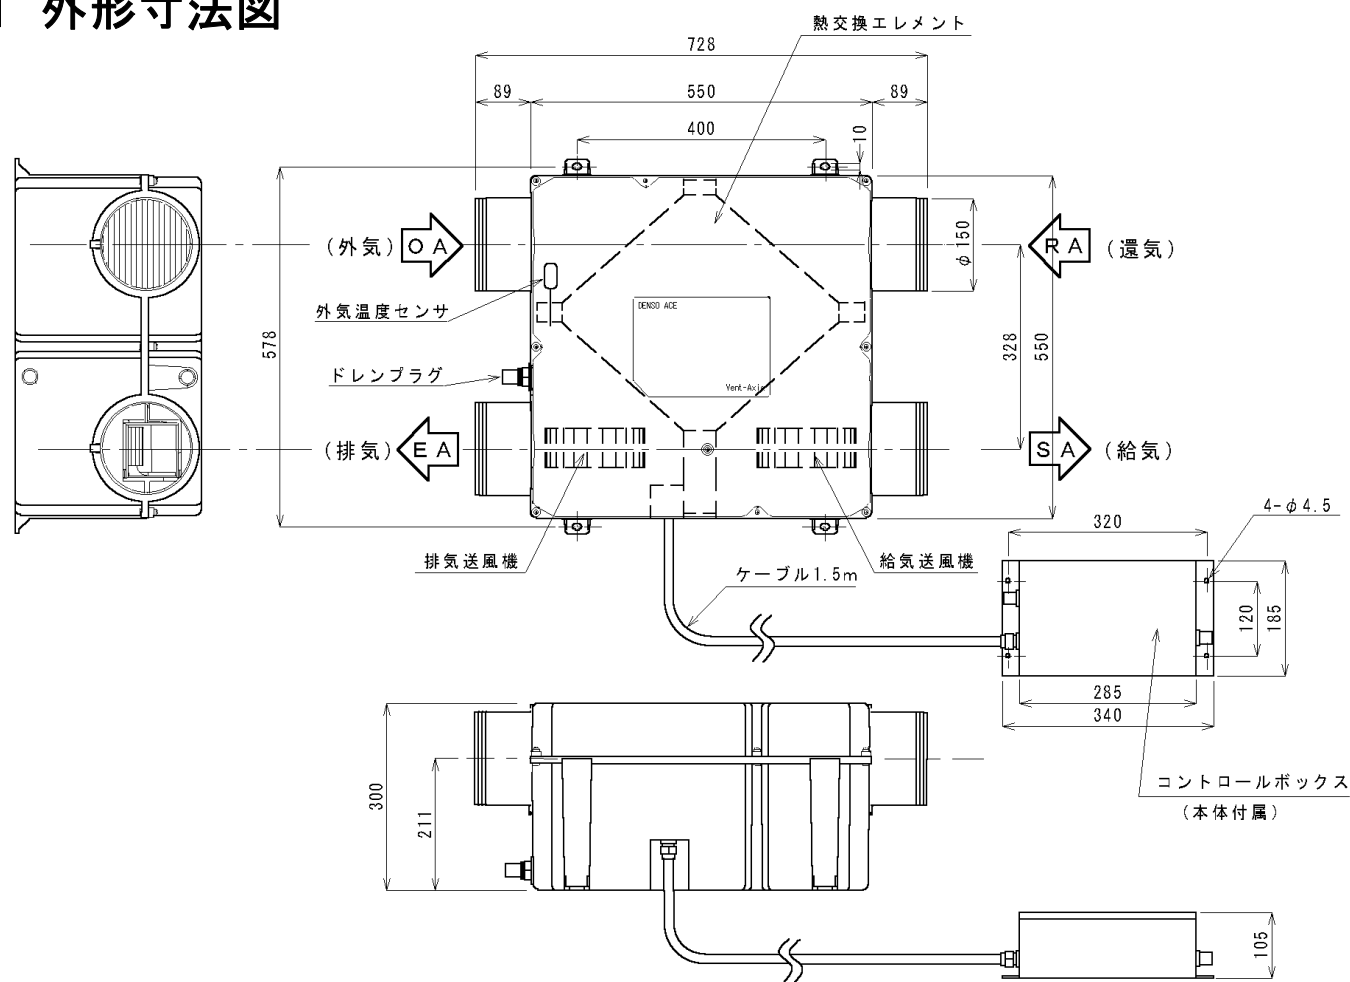 外形寸法図
熱交換エレメント
728
89
550
89
400
10
(外気)
OA
φ150
RA
(還気)
外気温度センサ
DENSO ACE
578
328
550
ドレンプラグ
Vent-Axia
(排気)
EA
SA
(給気)
排気送風機
給気送風機
ケーブル1.5m
320
4-φ4.5
120
185
285
340
300
211
コントロールボックス
(本体付属)
105